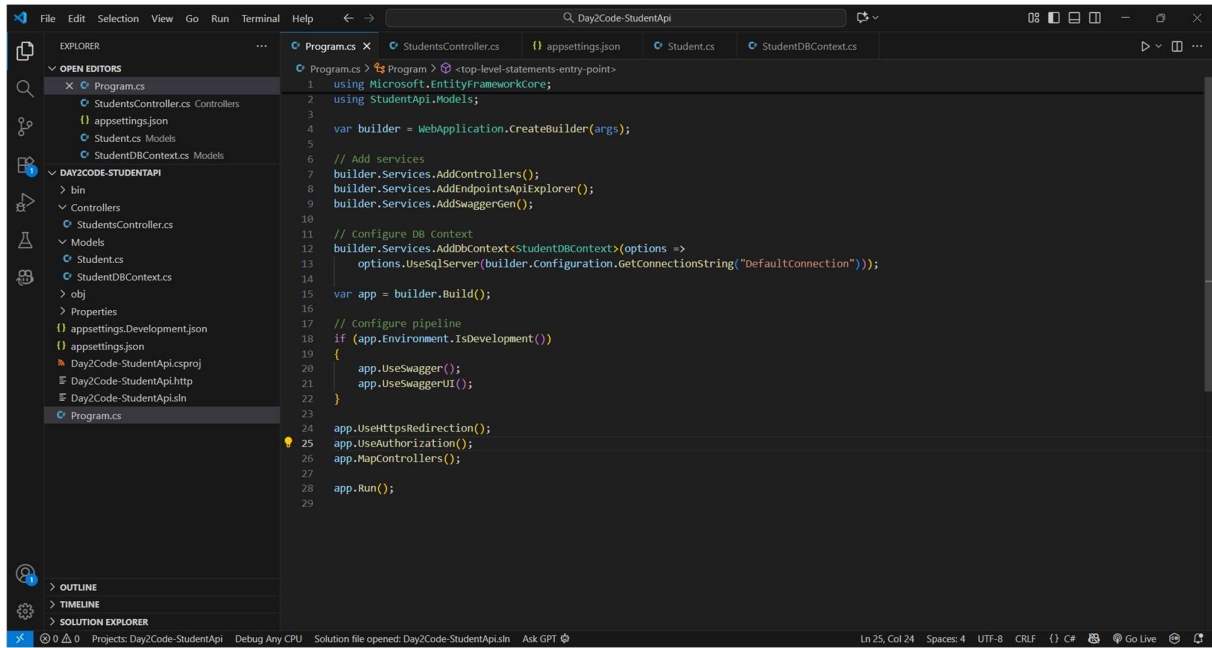 File Edit Selection View Go Run Terminal Help
Day2Code-StudentApi
EXPLORER
OPEN EDITORS
Program.cs
StudentsController.cs Controllers
appsettings.json
Student.cs Models
StudentDBContext.cs Models
DAY2CODE-STUDENTAPI
bin
Controllers
StudentsController.cs
Models
Student.cs
StudentDBContext.cs
obj
Properties
appsettings.Development.json
appsettings.json
Day2Code-StudentApi.csproj
Day2Code-StudentApi.http
Day2Code-StudentApi.sln
Program.cs
OUTLINE
TIMELINE
SOLUTION EXPLORER
Program.cs StudentsController.cs appsettings.json Student.cs StudentDBContext.cs
Program.cs > Program > <top-level-statements-entry-point>
1 using Microsoft.EntityFrameworkCore;
2 using StudentApi.Models;
3
4 var builder = WebApplication.CreateBuilder(args);
5
6 // Add services
7 builder.Services.AddControllers();
8 builder.Services.AddEndpointsApiExplorer();
9 builder.Services.AddSwaggerGen();
10
11 // Configure DB Context
12 builder.Services.AddDbContext<StudentDBContext>(options =>
13 options.UseSqlServer(builder.Configuration.GetConnectionString("DefaultConnection")));
14
15 var app = builder.Build();
16
17 // Configure pipeline
18 if (app.Environment.IsDevelopment())
19 {
20 app.UseSwagger();
21 app.UseSwaggerUI();
22 }
23
24 app.UseHttpsRedirection();
25 app.UseAuthorization();
26 app.MapControllers();
27
28 app.Run();
29
0 0 Projects: Day2Code-StudentApi Debug Any CPU Solution file opened: Day2Code-StudentApi.sln Ask GPT Ln 25, Col 24 Spaces: 4 UTF-8 CRLF {} C# Go Live